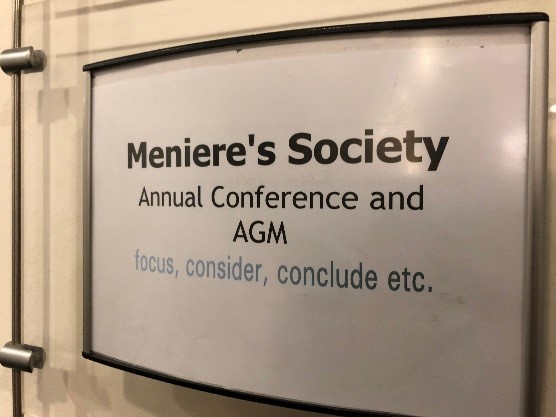 Meniere's Society
Annual Conference and
AGM
focus, consider, conclude etc.